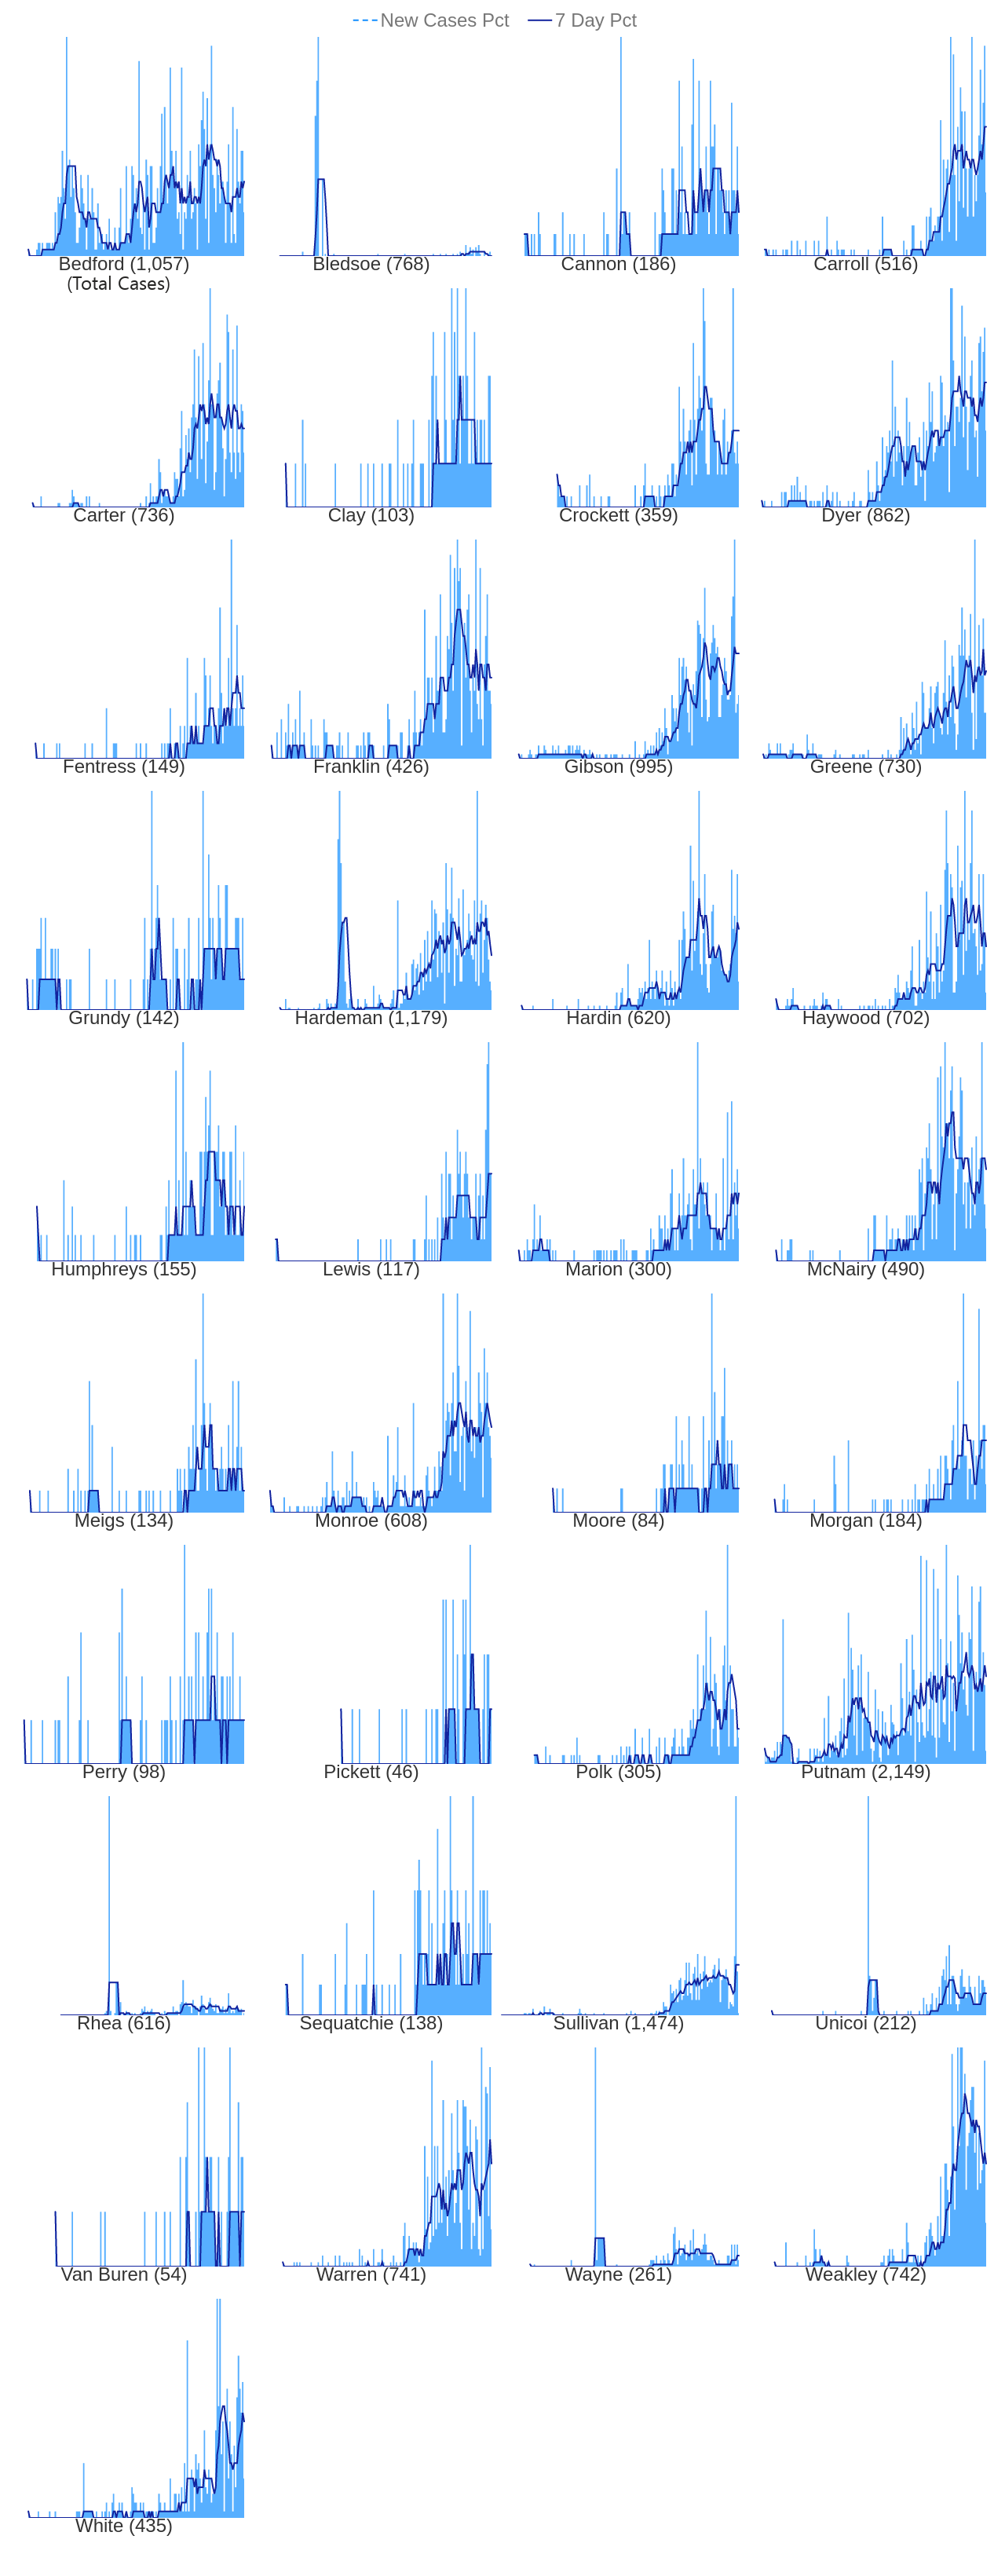 New Cases Pct 7 Day Pct
Bedford (1,057) Bledsoe (768) Cannon (186) Carroll (516)
(Total Cases)
Carter (736) Clay (103) Crockett (359) Dyer (862)
Fentress (149) Franklin (426) Gibson (995) Greene (730)
Grundy (142) Hardeman (1,179) Hardin (620) Haywood (702)
Humphreys (155) Lewis (117) Marion (300) McNairy (490)
Meigs (134) Monroe (608) Moore (84) Morgan (184)
Perry (98) Pickett (46) Polk (305) Putnam (2,149)
Rhea (616) Sequatchie (138) Sullivan (1,474) Unicoi (212)
Van Buren (54) Warren (741) Wayne (261) Weakley (742)
White (435)